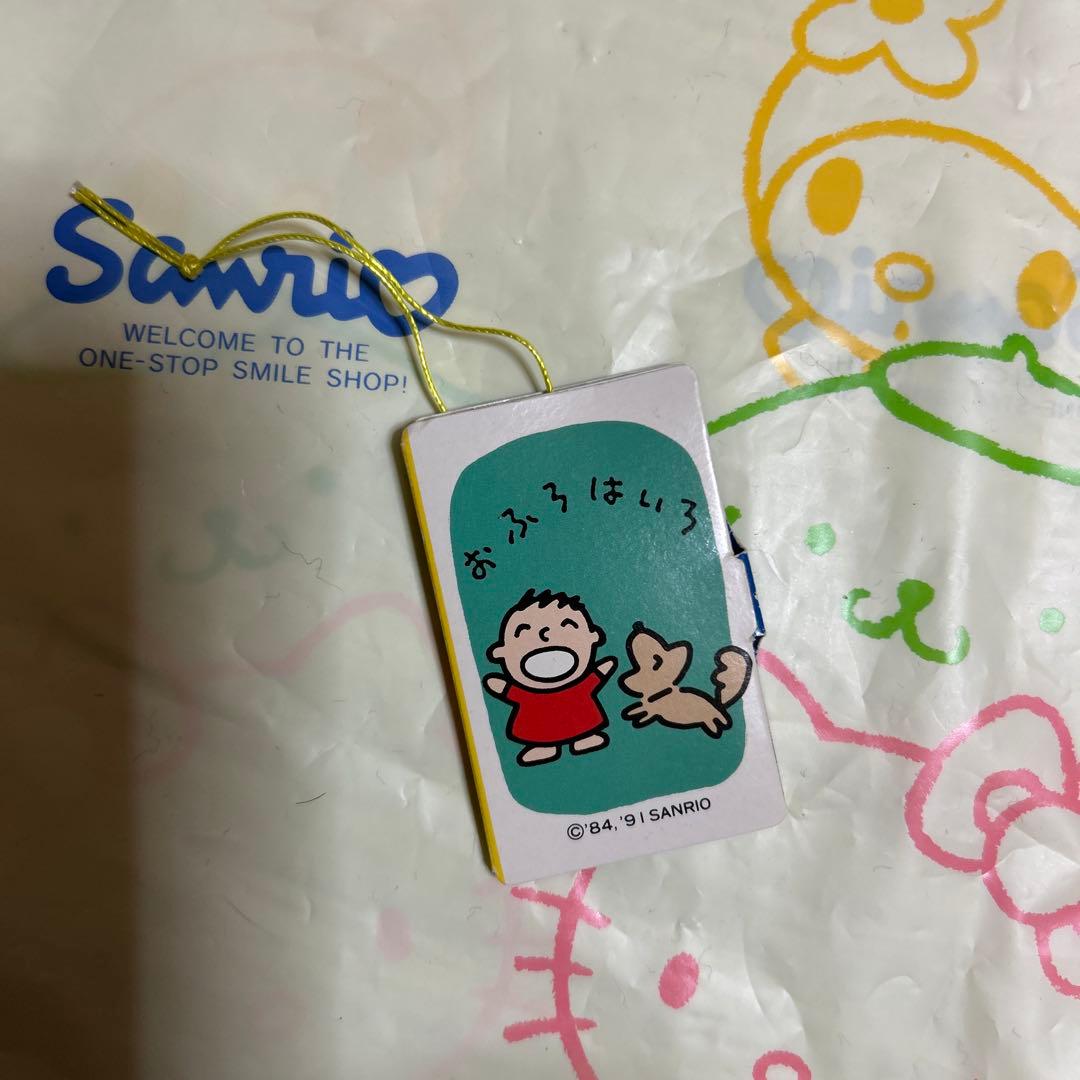 Sanrio
WELCOME TO THE
ONE-STOP SMILE SHOP!
おふろはいろ
©'84,'91 SANRIO